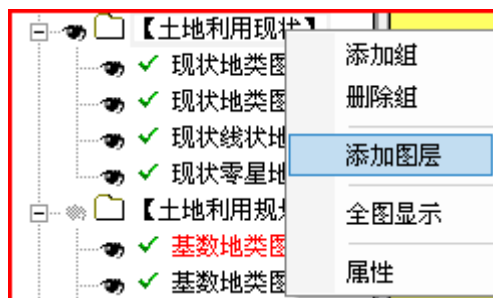 【土地利用现状】
现状地类图
现状地类图
现状线状地
现状零星地
【土地利用规划
基数地类图
基数地类图
添加组
删除组
添加图层
全图显示
属性